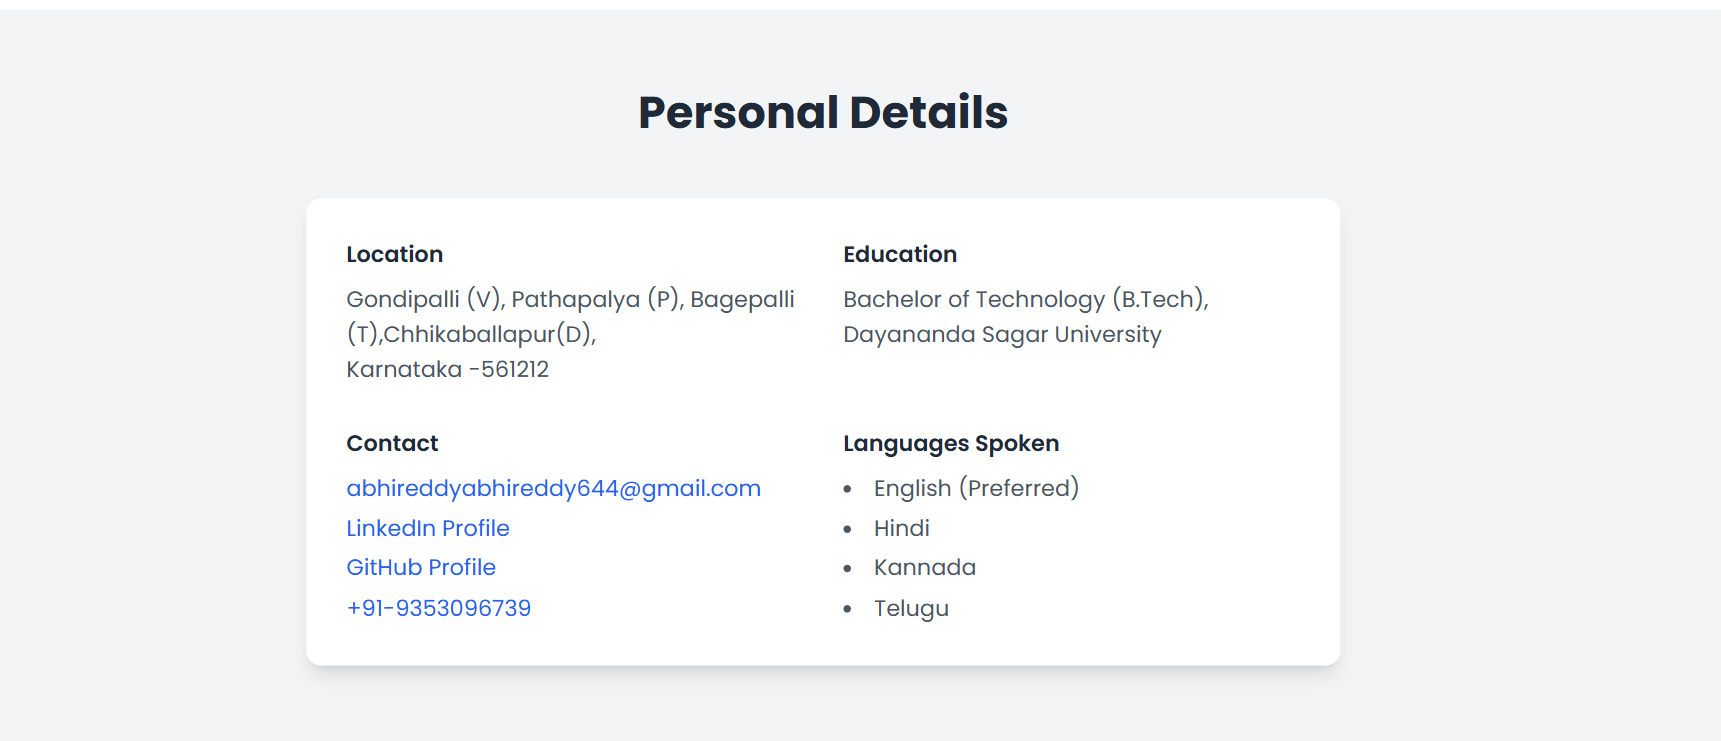 Personal Details
Location
Gondipalli (V), Pathapalya (P), Bagepalli
(T),Chhikaballapur(D),
Karnataka -561212
Education
Bachelor of Technology (B.Tech),
Dayananda Sagar University
Contact
abhireddyabhireddy644@gmail.com
LinkedIn Profile
GitHub Profile
+91-9353096739
Languages Spoken
English (Preferred)
Hindi
Kannada
Telugu